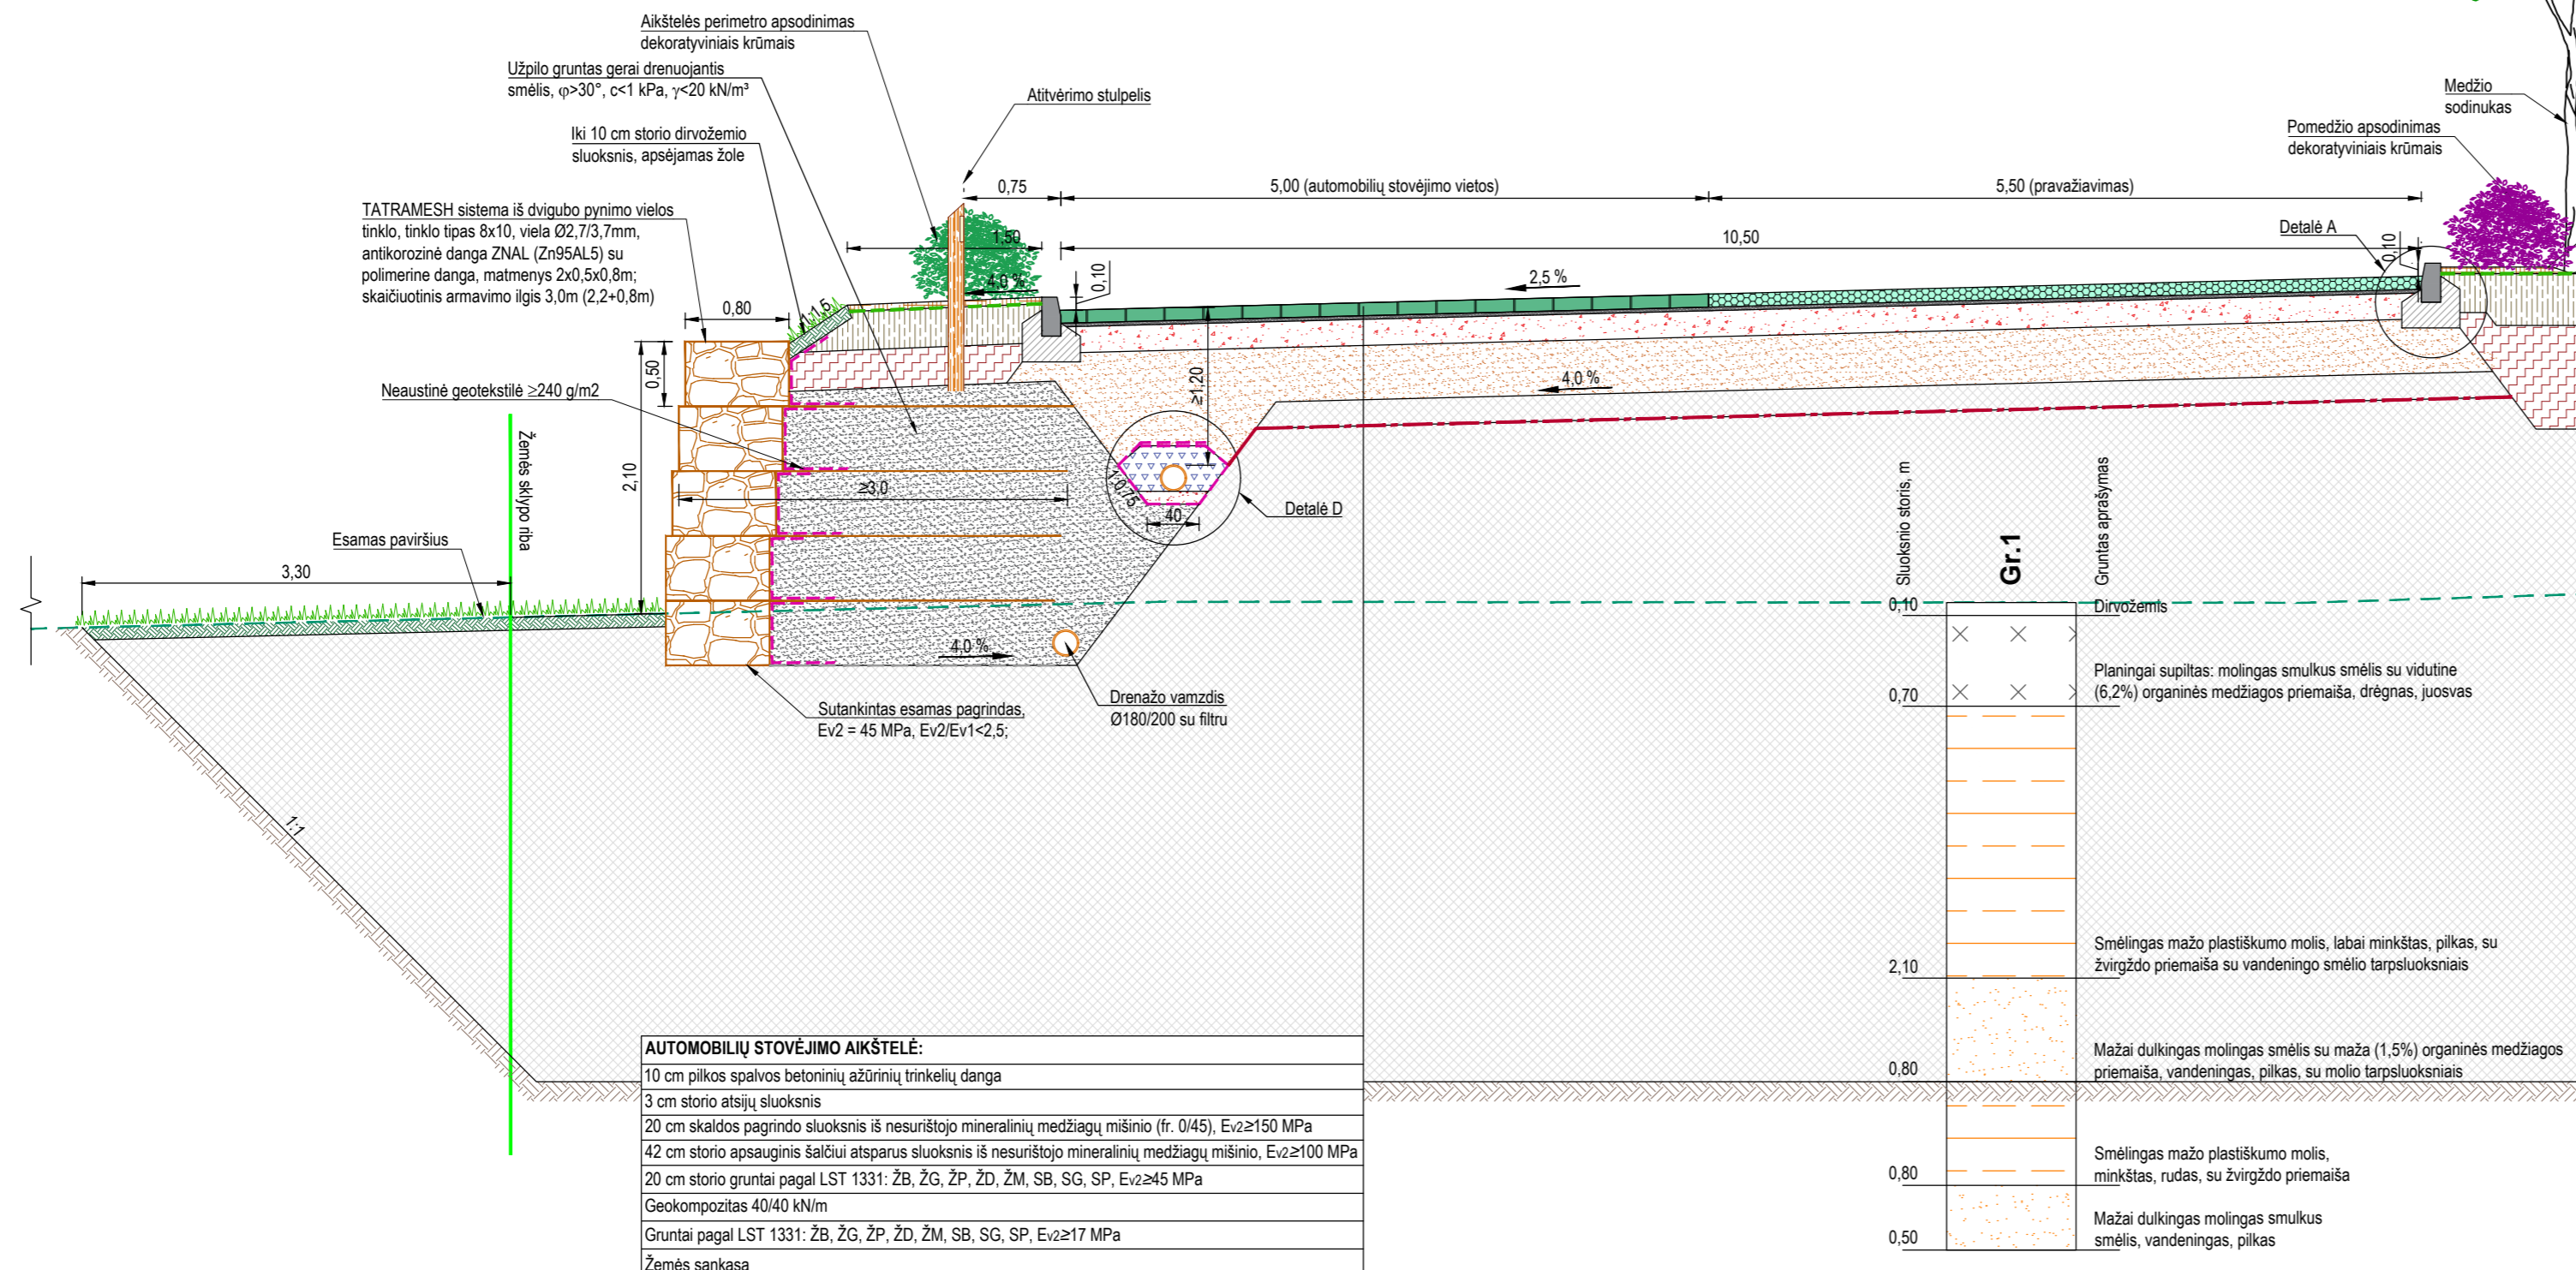 Aikštelės perimetro apsodinimas
dekoratyviniais krūmais
Užpilo gruntas gerai drenuojantis
smėlis, φ>30°, c<1 kPa, γ<20 kN/m³
Iki 10 cm storio dirvožemio
sluoksnis, apsėjamas žole
TATRAMESH sistema iš dvigubo pynimo vielos
tinklo, tinklo tipas 8x10, viela Ø2,7/3,7mm,
antikorozinė danga ZNAL (Zn95AL5) su
polimerine danga, matmenys 2x0,5x0,8m;
skaičiuotinis armavimo ilgis 3,0m (2,2+0,8m)
Neaustinė geotekstilė ≥240 g/m2
Atitvėrimo stulpelis
Medžio
sodinukas
Pomedžio apsodinimas
dekoratyviniais krūmais
0,75
5,00 (automobilių stovėjimo vietos)
5,50 (pravažiavimas)
1,50
10,50
Detalė A
0,10
0,10
4,0 %
2,5 %
0,80
1:1,5
0,50
2,10
≥1,20
4,0 %
≥3,0
1:0,75
40
Detalė D
Žemės sklypo riba
Esamas paviršius
3,30
4,0 %
Drenažo vamzdis
Ø180/200 su filtru
Sutankintas esamas pagrindas,
Ev2 = 45 MPa, Ev2/Ev1<2,5;
1:1
Sluoksnio storis, m
Gr.1
Gruntas aprašymas
0,10
Dirvožemis
Planingai supiltas: molingas smulkus smėlis su vidutine
(6,2%) organinės medžiagos priemaiša, drėgnas, juosvas
0,70
Smėlingas mažo plastiškumo molis, labai minkštas, pilkas, su
žvirgždo priemaiša su vandeningo smėlio tarpsluoksniais
2,10
Mažai dulkingas molingas smėlis su maža (1,5%) organinės medžiagos
priemaiša, vandeningas, pilkas, su molio tarpsluoksniais
0,80
Smėlingas mažo plastiškumo molis,
minkštas, rudas, su žvirgždo priemaiša
0,80
Mažai dulkingas molingas smulkus
smėlis, vandeningas, pilkas
0,50
AUTOMOBILIŲ STOVĖJIMO AIKŠTELĖ:
10 cm pilkos spalvos betoninių ažūrinių trinkelių danga
3 cm storio atsijų sluoksnis
20 cm skaldos pagrindo sluoksnis iš nesurištojo mineralinių medžiagų mišinio (fr. 0/45), Ev2≥150 MPa
42 cm storio apsauginis šalčiui atsparus sluoksnis iš nesurištojo mineralinių medžiagų mišinio, Ev2≥100 MPa
20 cm storio gruntai pagal LST 1331: ŽB, ŽG, ŽP, ŽD, ŽM, SB, SG, SP, Ev2≥45 MPa
Geokompozitas 40/40 kN/m
Gruntai pagal LST 1331: ŽB, ŽG, ŽP, ŽD, ŽM, SB, SG, SP, Ev2≥17 MPa
Žemės sankasa